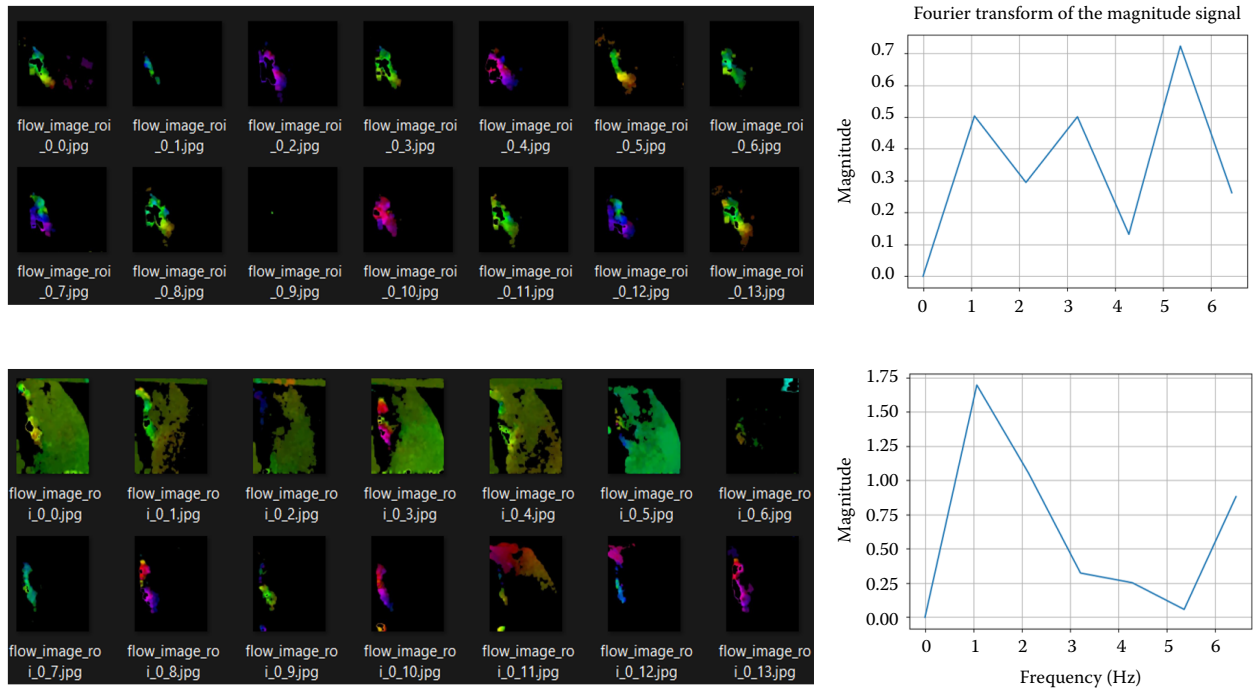 flow_image_roi flow_image_roi flow_image_roi flow_image_roi flow_image_roi flow_image_roi flow_image_roi
_0_0.jpg _0_1.jpg _0_2.jpg _0_3.jpg _0_4.jpg _0_5.jpg _0_6.jpg
flow_image_roi flow_image_roi flow_image_roi flow_image_roi flow_image_roi flow_image_roi flow_image_roi
_0_7.jpg _0_8.jpg _0_9.jpg _0_10.jpg _0_11.jpg _0_12.jpg _0_13.jpg
Fourier transform of the magnitude signal
Magnitude
0.7
0.6
0.5
0.4
0.3
0.2
0.1
0.0
0 1 2 3 4 5 6
flow_image_ro flow_image_ro flow_image_ro flow_image_ro flow_image_ro flow_image_ro flow_image_ro
i_0_0.jpg i_0_1.jpg i_0_2.jpg i_0_3.jpg i_0_4.jpg i_0_5.jpg i_0_6.jpg
flow_image_ro flow_image_ro flow_image_ro flow_image_ro flow_image_ro flow_image_ro flow_image_ro
i_0_7.jpg i_0_8.jpg i_0_9.jpg i_0_10.jpg i_0_11.jpg i_0_12.jpg i_0_13.jpg
Magnitude
1.75
1.50
1.25
1.00
0.75
0.50
0.25
0.00
0 1 2 3 4 5 6
Frequency (Hz)